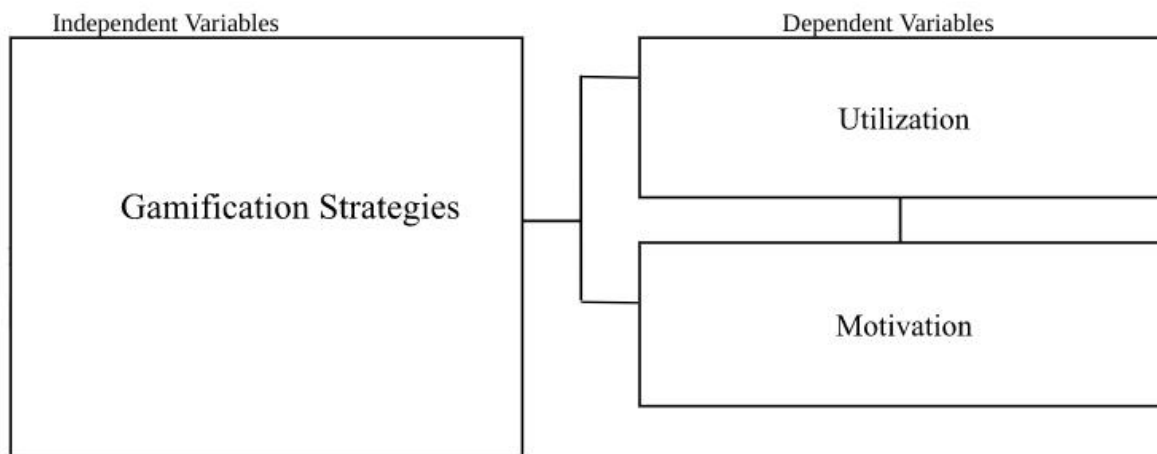 Independent Variables
Dependent Variables
Gamification Strategies
Utilization
Motivation